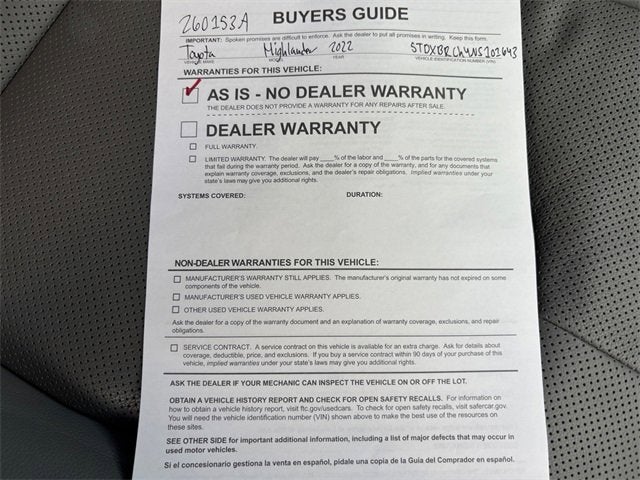 260153A
BUYERS GUIDE
IMPORTANT: Spoken promises are difficult to enforce. Ask the dealer to put all promises in writing. Keep this form.
Toyota Highlander 2022 5TDXBRCH4NS102643
VEHICLE MAKE MODEL YEAR VEHICLE IDENTIFICATION NUMBER (VIN)
WARRANTIES FOR THIS VEHICLE:
AS IS - NO DEALER WARRANTY
THE DEALER DOES NOT PROVIDE A WARRANTY FOR ANY REPAIRS AFTER SALE.
DEALER WARRANTY
FULL WARRANTY.
LIMITED WARRANTY. The dealer will pay ____% of the labor and ____% of the parts for the covered systems
that fail during the warranty period. Ask the dealer for a copy of the warranty, and for any documents that
explain warranty coverage, exclusions, and the dealer's repair obligations. Implied warranties under your
state's laws may give you additional rights.
SYSTEMS COVERED: DURATION:
NON-DEALER WARRANTIES FOR THIS VEHICLE:
MANUFACTURER'S WARRANTY STILL APPLIES. The manufacturer's original warranty has not expired on some
components of the vehicle.
MANUFACTURER'S USED VEHICLE WARRANTY APPLIES.
OTHER USED VEHICLE WARRANTY APPLIES.
Ask the dealer for a copy of the warranty document and an explanation of warranty coverage, exclusions, and repair
obligations.
SERVICE CONTRACT. A service contract on this vehicle is available for an extra charge. Ask for details about
coverage, deductible, price, and exclusions. If you buy a service contract within 90 days of your purchase of this
vehicle, implied warranties under your state's laws may give you additional rights.
ASK THE DEALER IF YOUR MECHANIC CAN INSPECT THE VEHICLE ON OR OFF THE LOT.
OBTAIN A VEHICLE HISTORY REPORT AND CHECK FOR OPEN SAFETY RECALLS. For information on
how to obtain a vehicle history report, visit ftc.gov/usedcars. To check for open safety recalls, visit safercar.gov.
You will need the vehicle identification number (VIN) shown above to make the best use of the resources on
these sites.
SEE OTHER SIDE for important additional information, including a list of major defects that may occur in
used motor vehicles.
Si el concesionario gestiona la venta en español, pídale una copia de la Guía del Comprador en español.